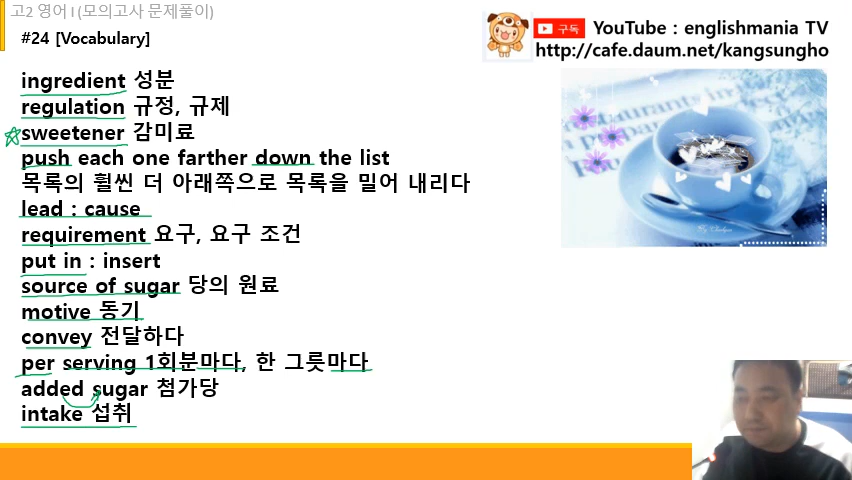 고2 영어 I (모의고사 문제풀이)
#24 [Vocabulary]
구독
YouTube : englishmania TV
http://cafe.daum.net/kangsungho
ingredient 성분
regulation 규정, 규제
sweetener 감미료
push each one farther down the list
목록의 훨씬 더 아래쪽으로 목록을 밀어 내리다
lead : cause
requirement 요구, 요구 조건
put in : insert
source of sugar 당의 원료
motive 동기
convey 전달하다
per serving 1회분마다, 한 그릇마다
added sugar 첨가당
intake 섭취